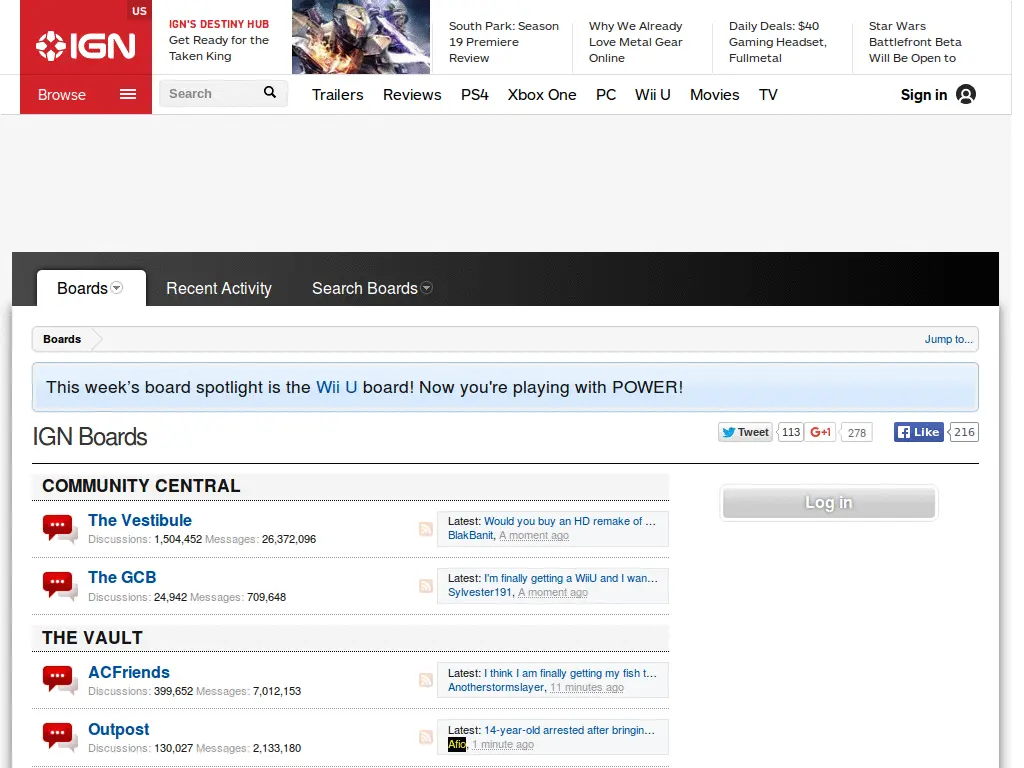 US
IGN
IGN'S DESTINY HUB
Get Ready for the
Taken King
South Park: Season
19 Premiere
Review
Why We Already
Love Metal Gear
Online
Daily Deals: $40
Gaming Headset,
Fullmetal
Star Wars
Battlefront Beta
Will Be Open to
Browse
Search
Trailers Reviews PS4 Xbox One PC Wii U Movies TV
Sign in
Boards Recent Activity Search Boards
Boards
Jump to...
This week's board spotlight is the Wii U board! Now you're playing with POWER!
IGN Boards
Tweet 113 G+1 278 Like 216
COMMUNITY CENTRAL
Log in
The Vestibule
Discussions: 1,504,452 Messages: 26,372,096
Latest: Would you buy an HD remake of ...
BlakBanit, A moment ago
The GCB
Discussions: 24,942 Messages: 709,648
Latest: I'm finally getting a WiiU and I wan...
Sylvester191, A moment ago
THE VAULT
ACFriends
Discussions: 399,652 Messages: 7,012,153
Latest: I think I am finally getting my fish t...
Anotherstormslayer, 11 minutes ago
Outpost
Discussions: 130,027 Messages: 2,133,180
Latest: 14-year-old arrested after bringin...
Afio, 1 minute ago